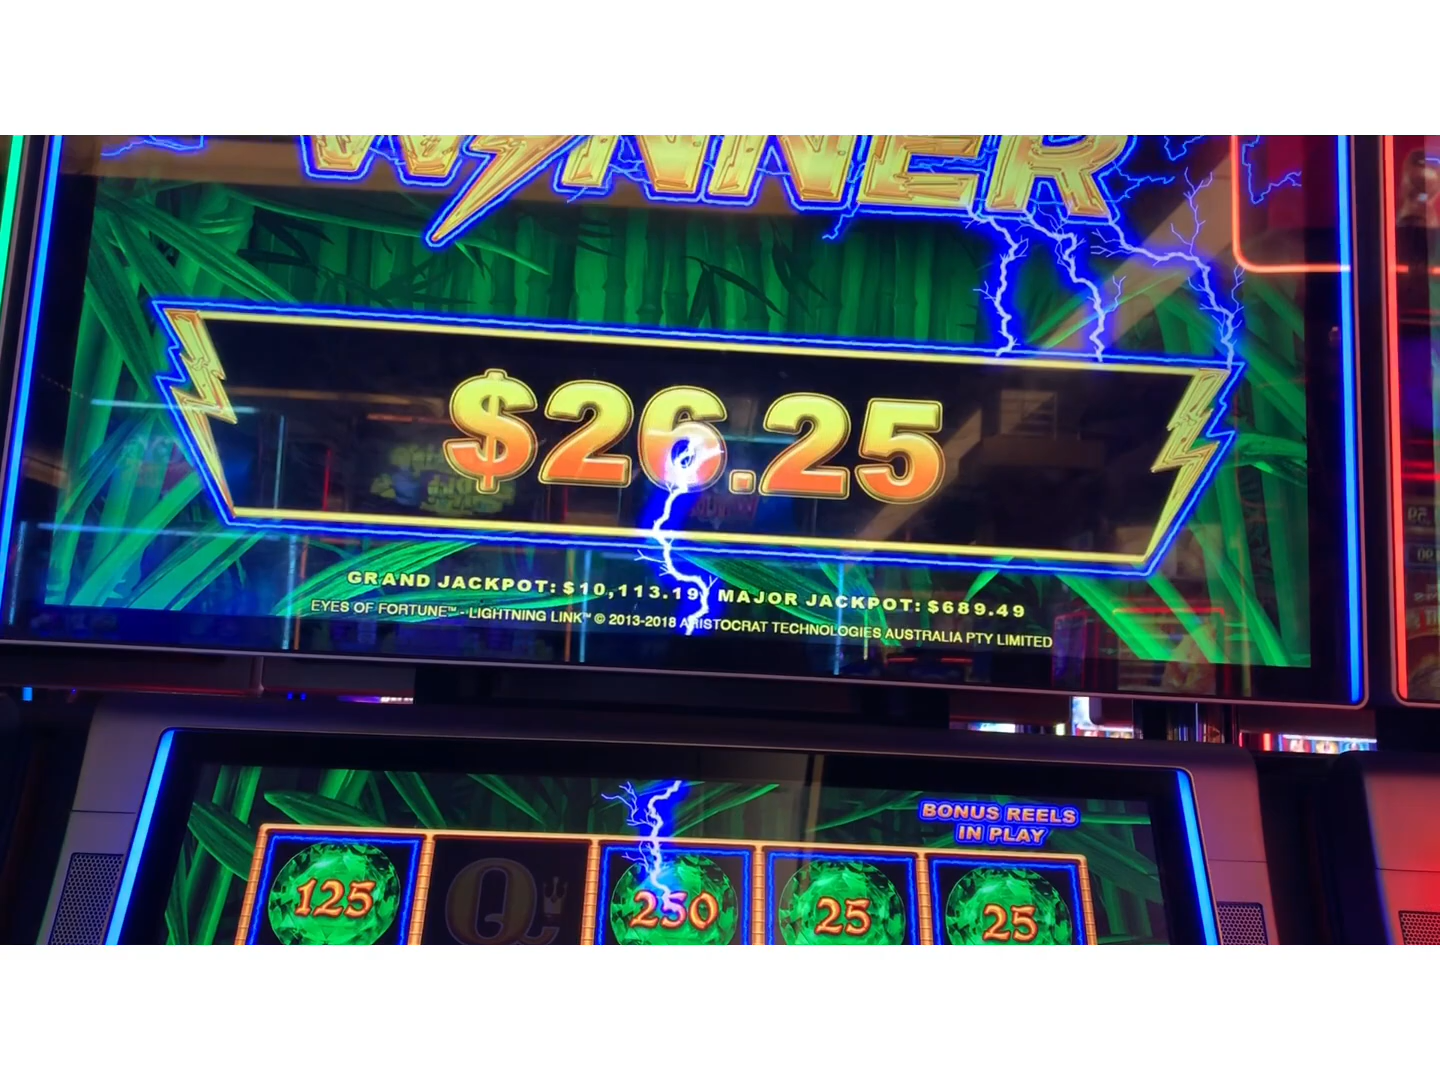 WINNER
$26.25
GRAND JACKPOT: $10,113.19 MAJOR JACKPOT: $689.49
EYES OF FORTUNE™ - LIGHTNING LINK™ © 2013-2018 ARISTOCRAT TECHNOLOGIES AUSTRALIA PTY LIMITED
BONUS REELS
IN PLAY
125 Q 250 25 25